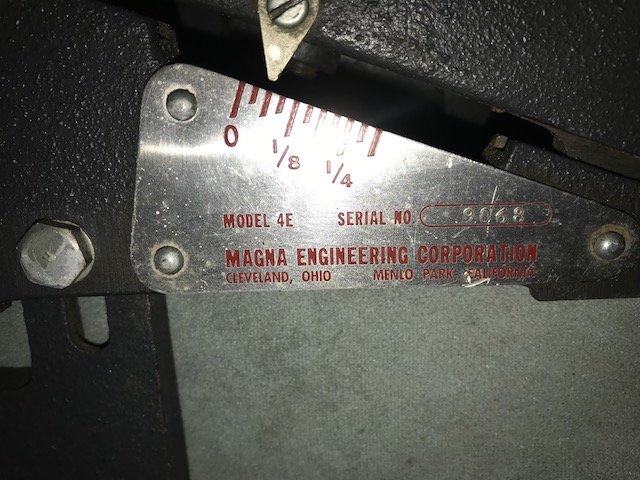 0
1/8
1/4
MODEL 4E SERIAL NO. 9068
MAGNA ENGINEERING CORPORATION
CLEVELAND, OHIO MENLO PARK, CALIFORNIA